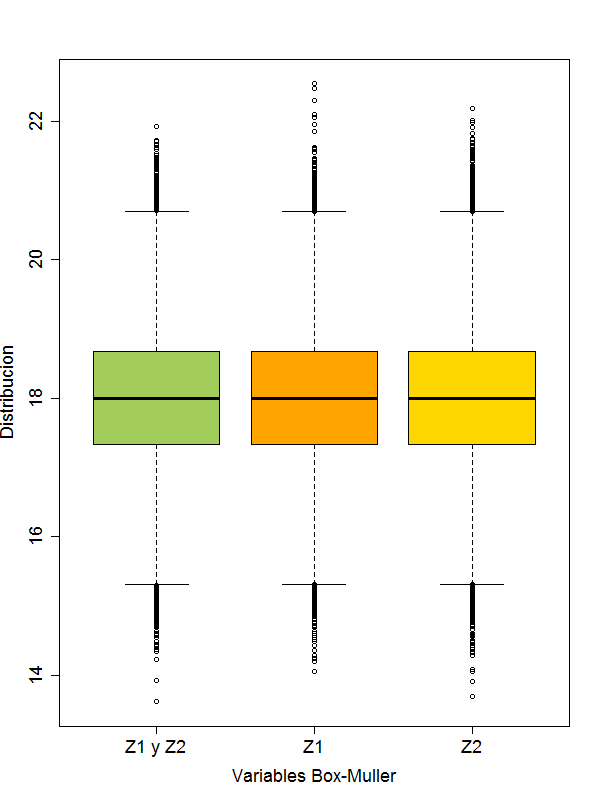 22
20
18
16
14
Distribucion
Z1 y Z2
Z1
Z2
Variables Box-Muller